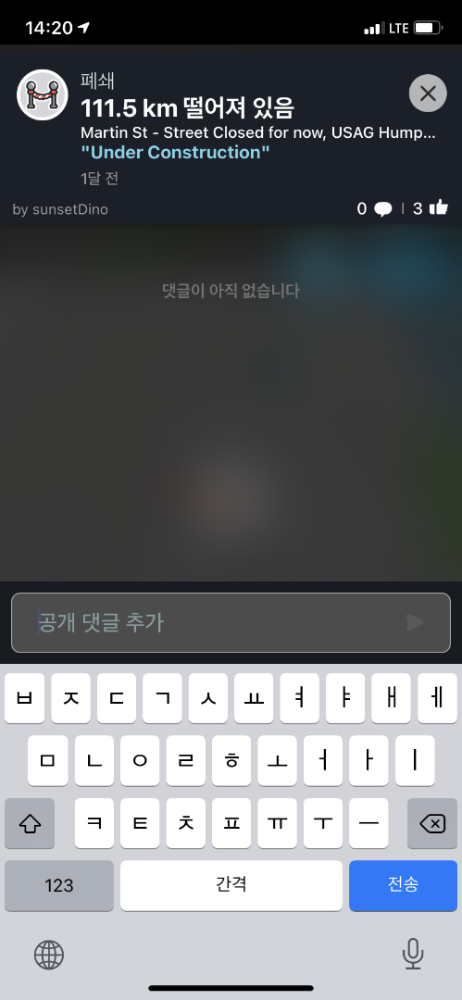 14:20
LTE
폐쇄
111.5 km 떨어져 있음
Martin St - Street Closed for now, USAG Hump...
"Under Construction"
1달 전
by sunsetDino
0 | 3
댓글이 아직 없습니다
공개 댓글 추가
ㅂ ㅈ ㄷ ㄱ ㅅ ㅛ ㅕ ㅑ ㅐ ㅔ
ㅁ ㄴ ㅇ ㄹ ㅎ ㅗ ㅓ ㅏ ㅣ
ㅋ ㅌ ㅊ ㅍ ㅠ ㅜ ㅡ
123 간격 전송